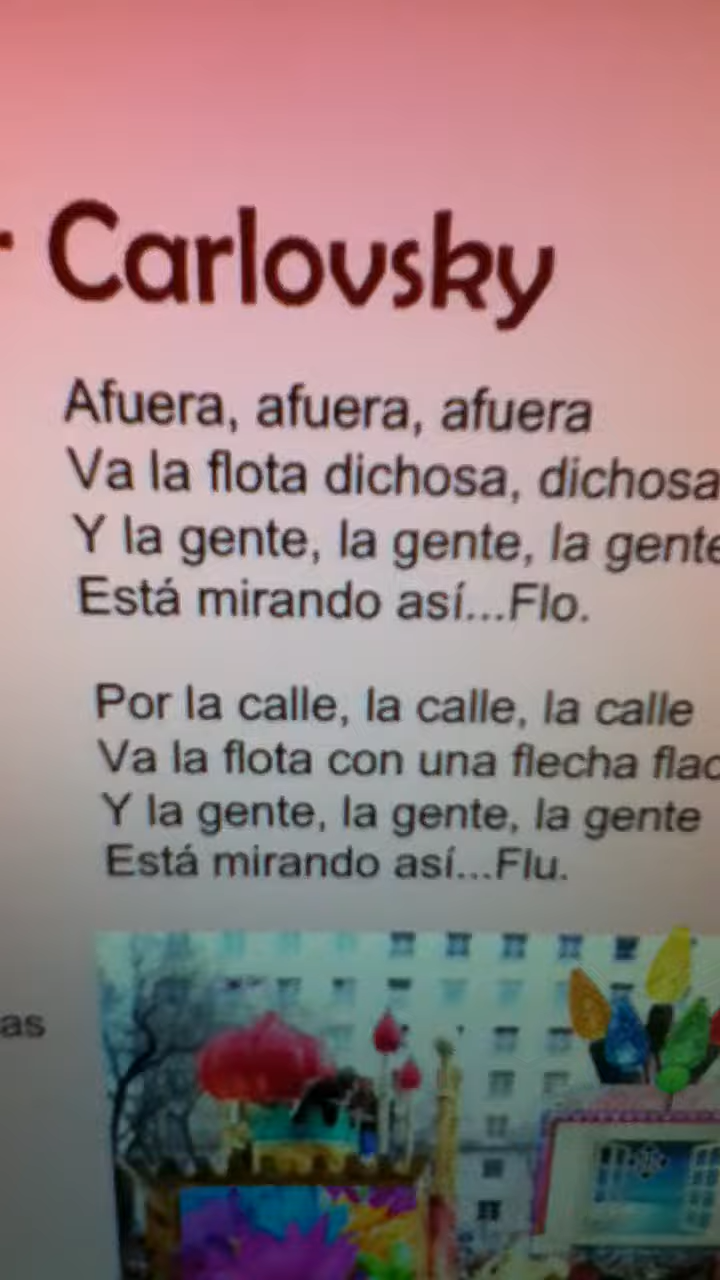 Carlovsky
Afuera, afuera, afuera
Va la flota dichosa, dichosa
Y la gente, la gente, la gente
Está mirando así...Flo.
Por la calle, la calle, la calle
Va la flota con una flecha
Y la gente, la gente, la gente
Está mirando así...Flu.
as